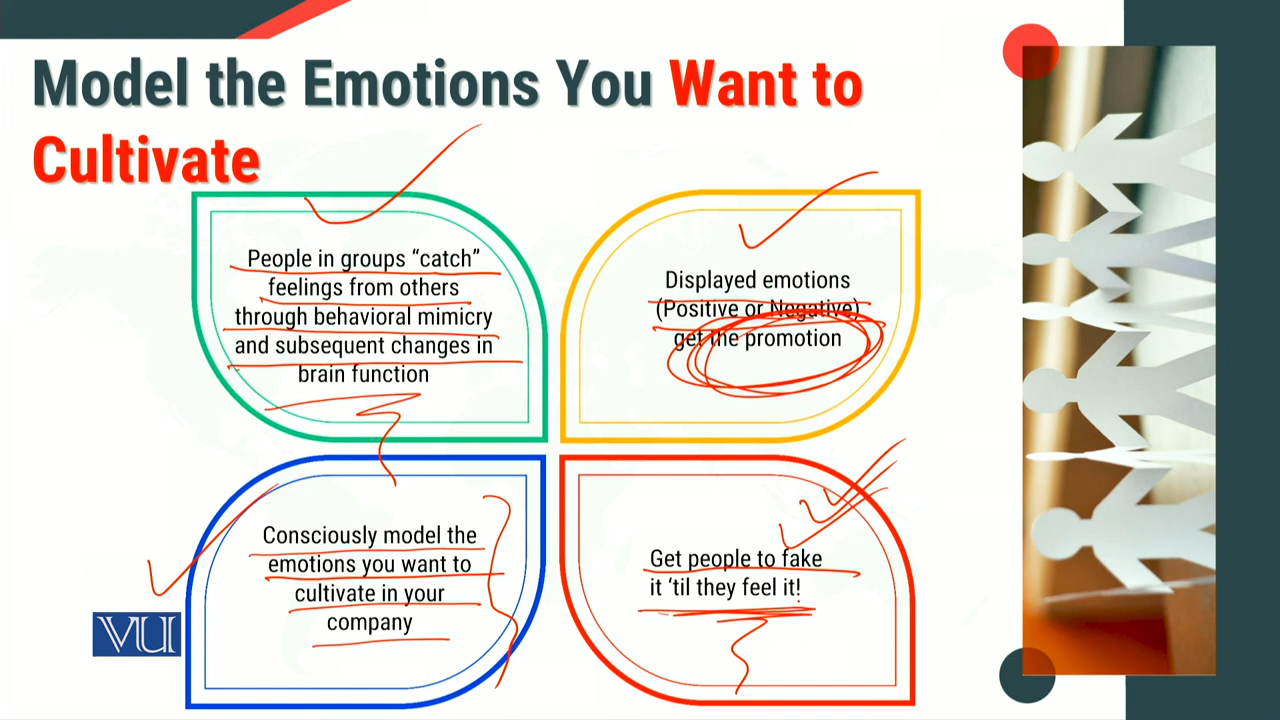 Model the Emotions You Want to
Cultivate
People in groups “catch”
feelings from others
through behavioral mimicry
and subsequent changes in
brain function
Displayed emotions
(Positive or Negative)
get the promotion
Consciously model the
emotions you want to
cultivate in your
company
Get people to fake
it ‘til they feel it!
VU